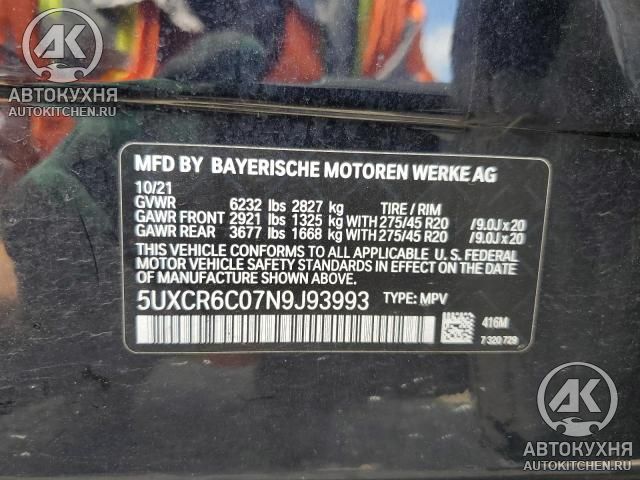 АК
АВТОКУХНЯ
AUTOKITCHEN.RU
MFD BY BAYERISCHE MOTOREN WERKE AG
10/21
GVWR 6232 lbs 2827 kg TIRE / RIM
GAWR FRONT 2921 lbs 1325 kg WITH 275/45 R20 /9.0J x 20
GAWR REAR 3677 lbs 1668 kg WITH 275/45 R20 /9.0J x 20
THIS VEHICLE CONFORMS TO ALL APPLICABLE U. S. FEDERAL
MOTOR VEHICLE SAFETY STANDARDS IN EFFECT ON THE DATE
OF MANUFACTURE SHOWN ABOVE.
5UXCR6C07N9J93993 TYPE: MPV
416M
7 320 729
АК
АВТОКУХНЯ
AUTOKITCHEN.RU